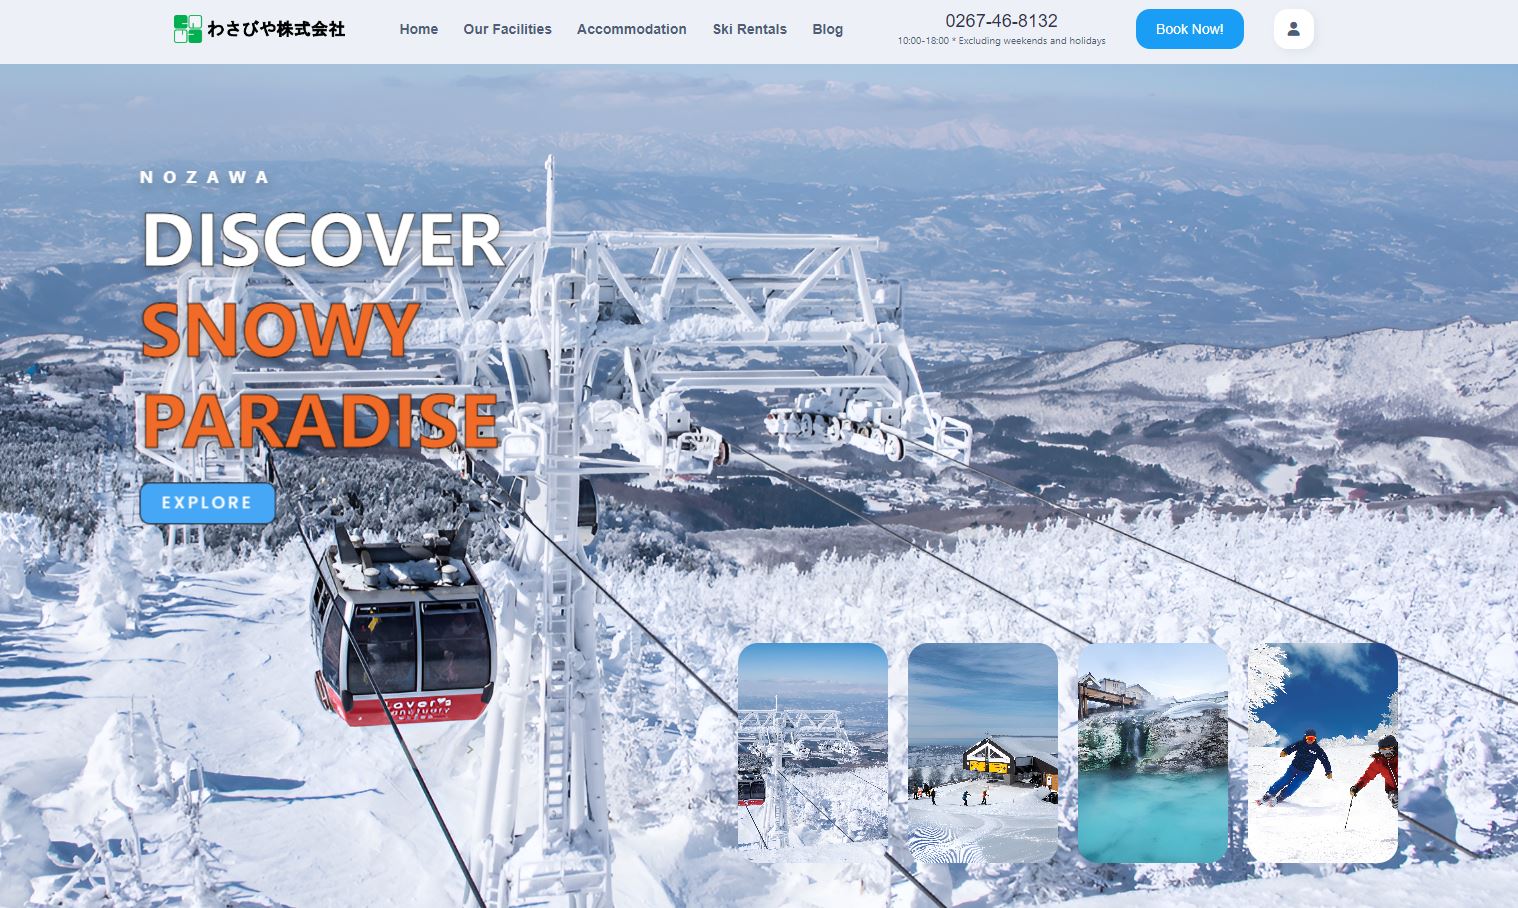 わさびや株式会社
Home Our Facilities Accommodation Ski Rentals Blog
0267-46-8132
10:00-18:00 * Excluding weekends and holidays
Book Now!
NOZAWA
DISCOVER
SNOWY
PARADISE
EXPLORE